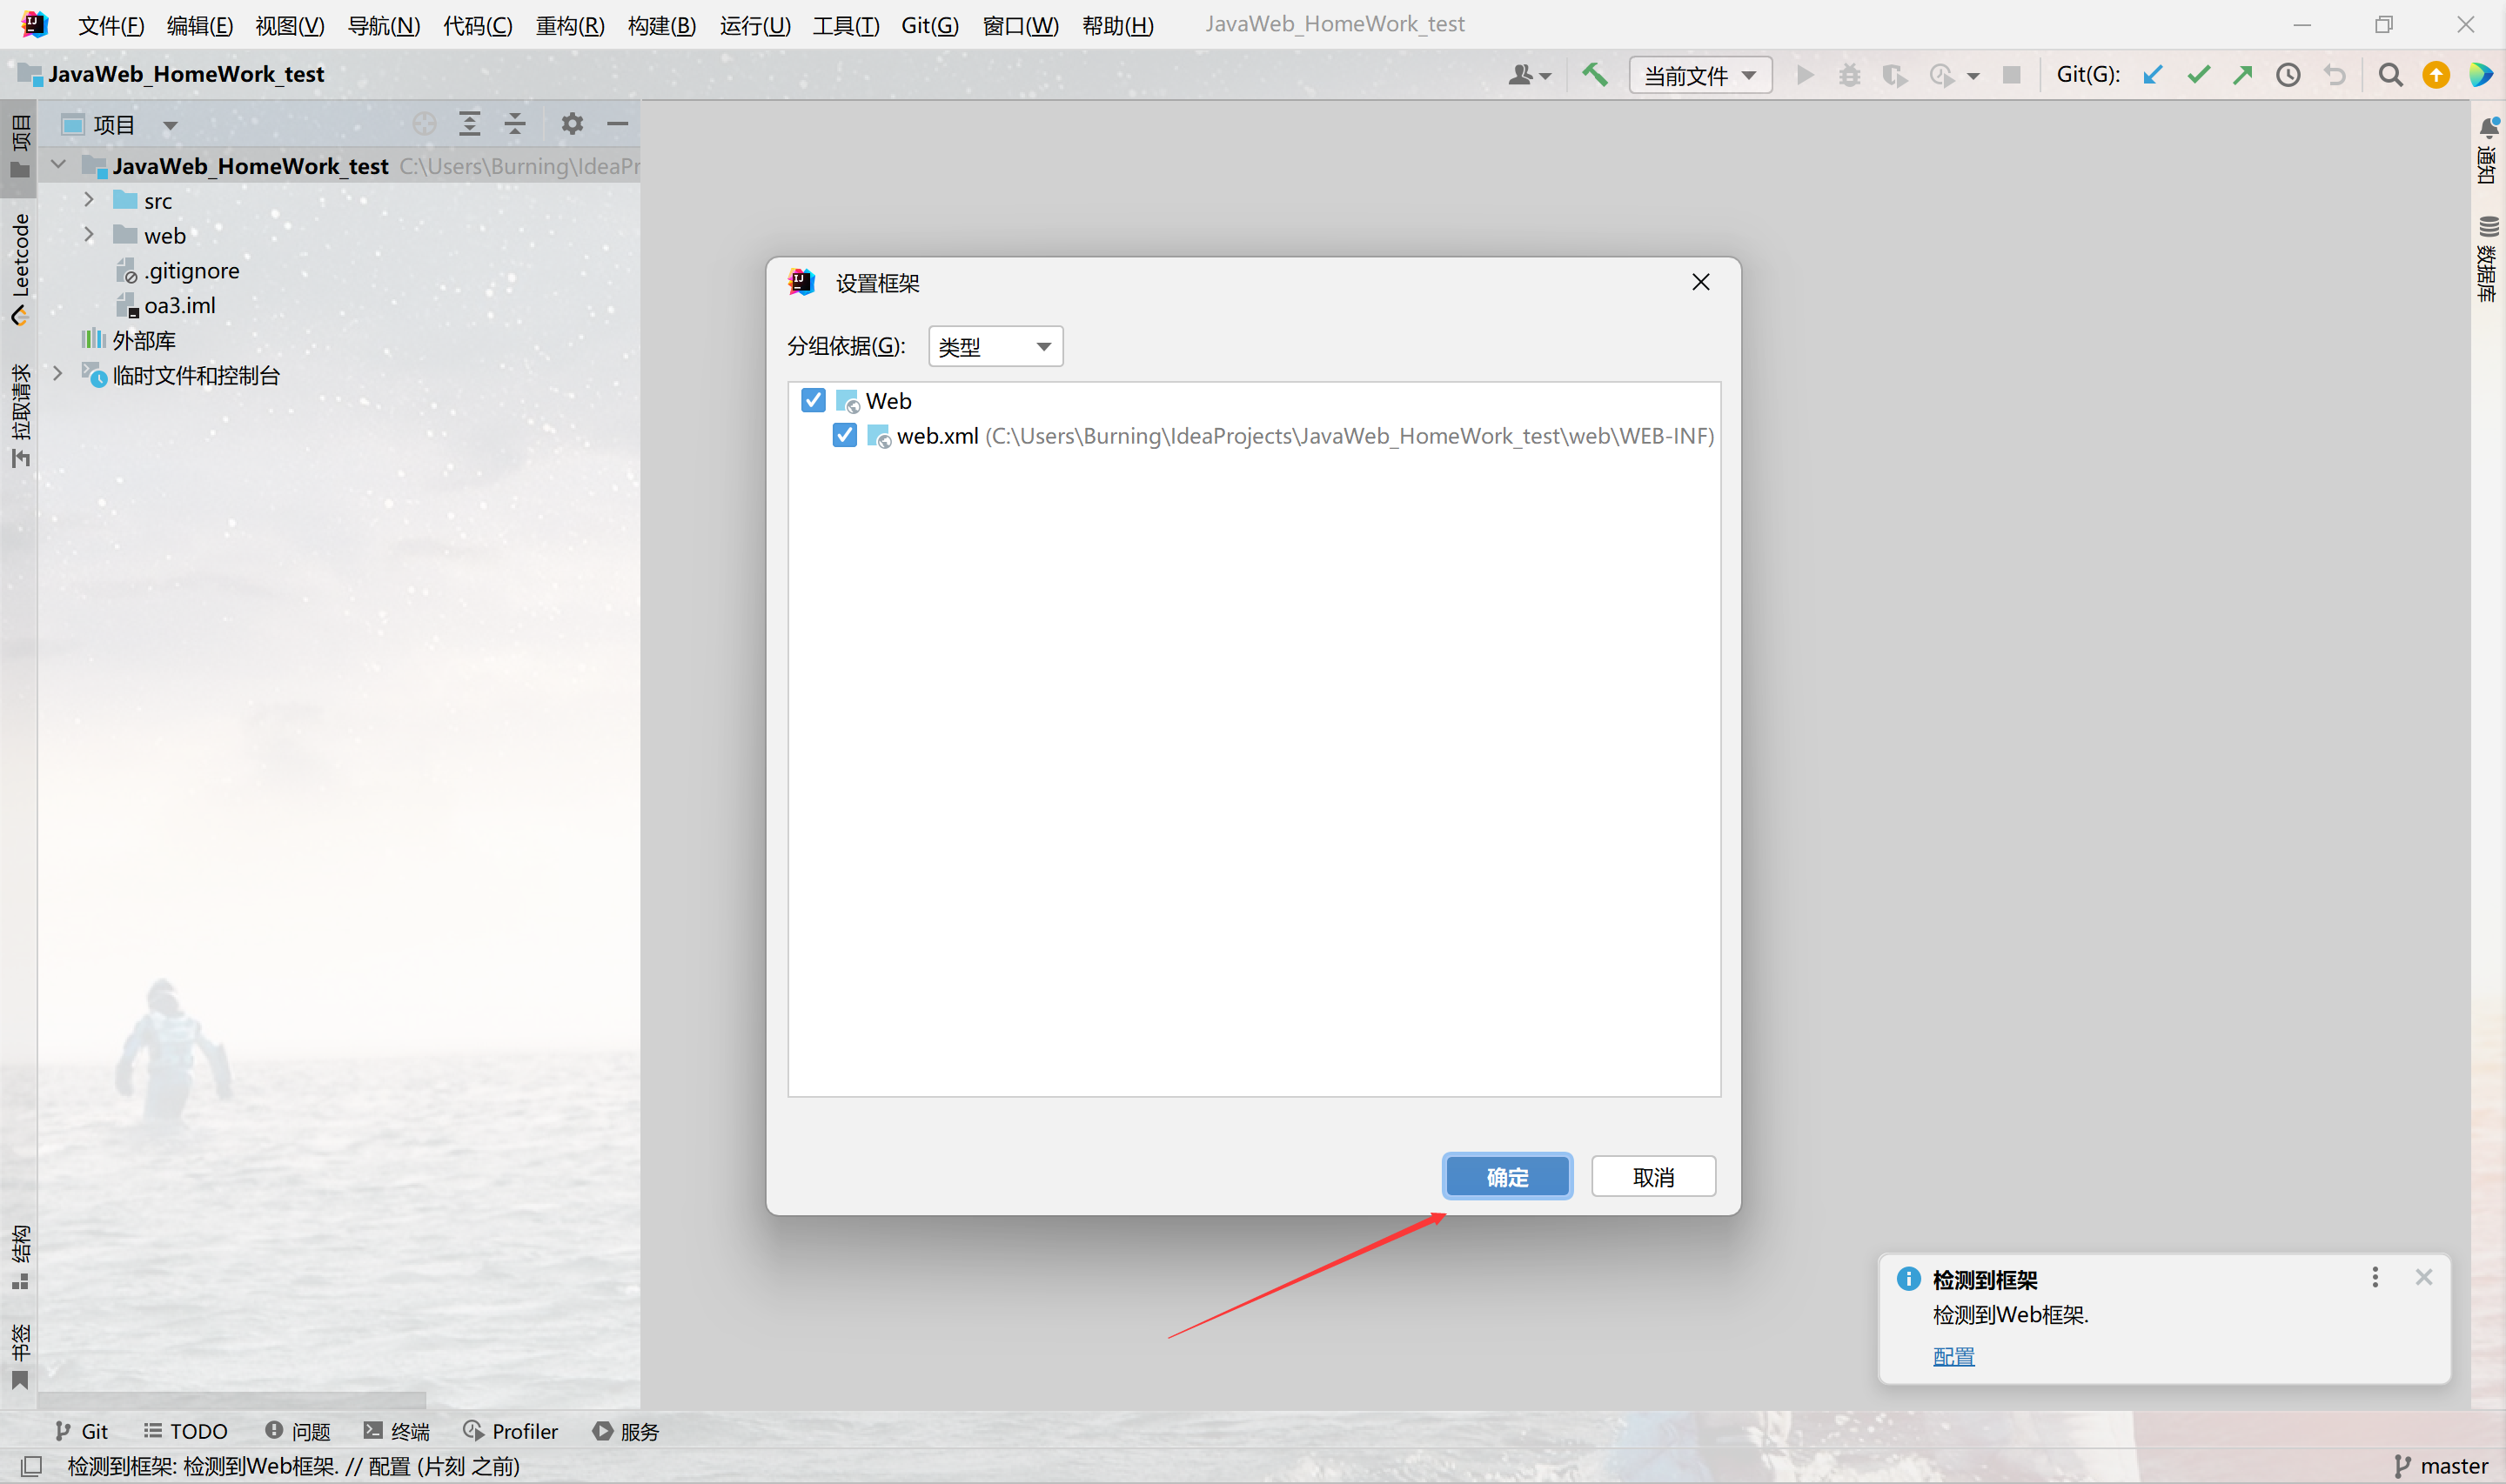 文件(F) 编辑(E) 视图(V) 导航(N) 代码(C) 重构(R) 构建(B) 运行(U) 工具(T) Git(G) 窗口(W) 帮助(H) JavaWeb_HomeWork_test
JavaWeb_HomeWork_test 当前文件 Git(G):
项目
Leetcode
拉取请求
结构
书签
项目
JavaWeb_HomeWork_test C:\Users\Burning\IdeaPr
src
web
.gitignore
oa3.iml
外部库
临时文件和控制台
设置框架
分组依据(G): 类型
Web
web.xml (C:\Users\Burning\IdeaProjects\JavaWeb_HomeWork_test\web\WEB-INF)
确定 取消
通知
数据库
检测到框架
检测到Web框架.
配置
Git TODO 问题 终端 Profiler 服务
检测到框架: 检测到Web框架. // 配置 (片刻 之前) master